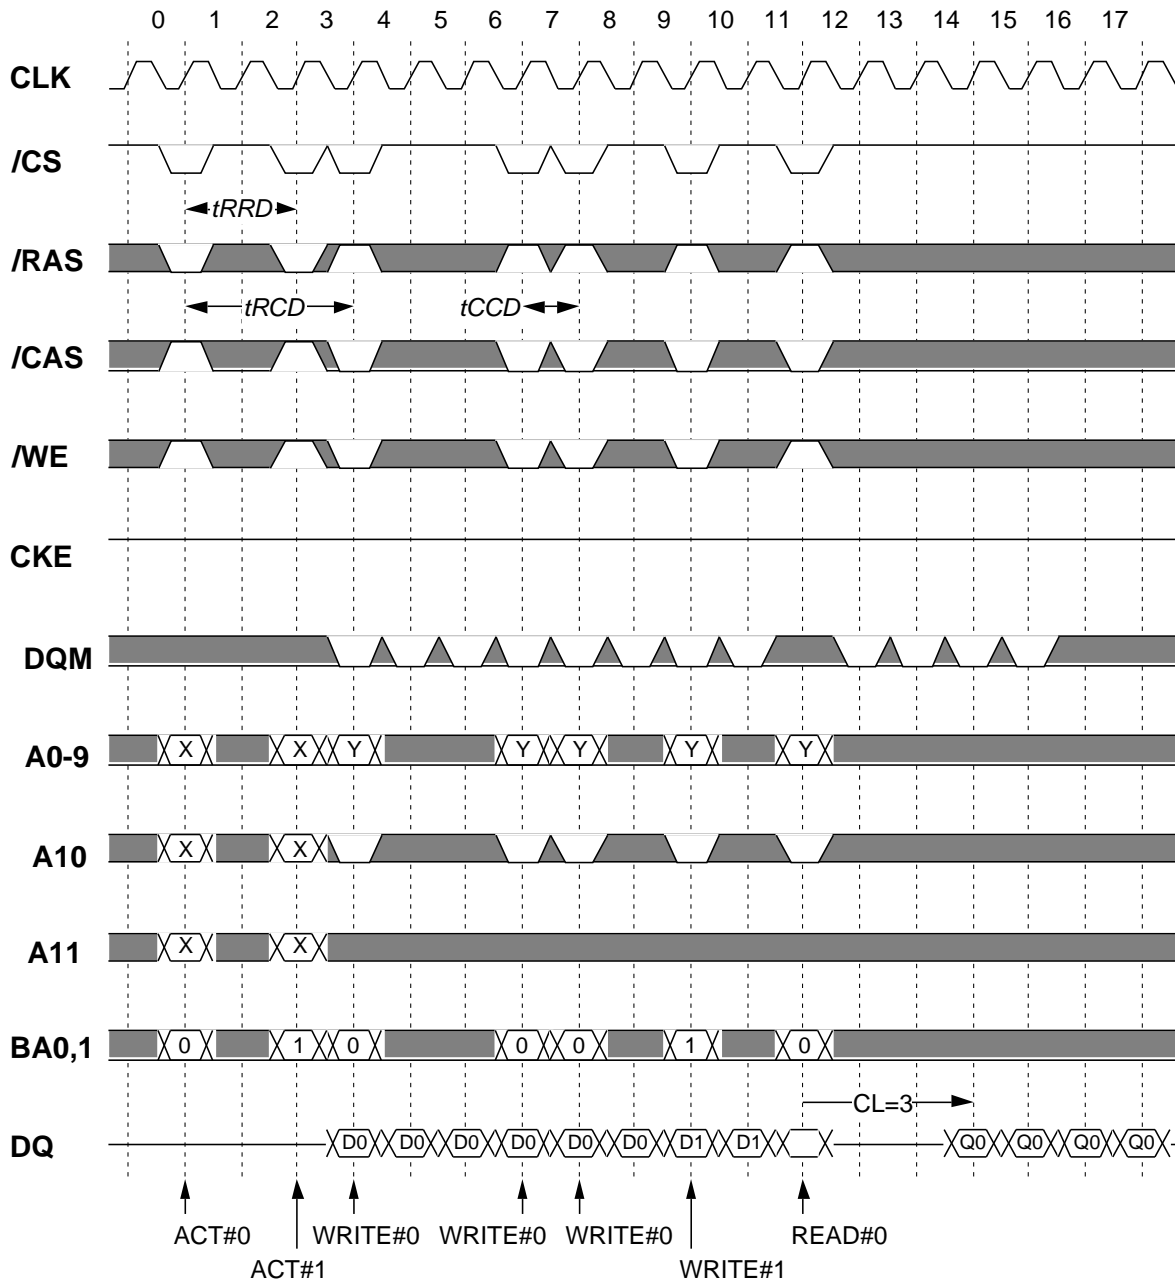 0 1 2 3 4 5 6 7 8 9 10 11 12 13 14 15 16 17
CLK
/CS
tRRD
/RAS
tRCD tCCD
/CAS
/WE
CKE
DQM
A0-9 X X Y Y Y Y Y
A10 X X
A11 X X
BA0,1 0 1 0 0 0 1 0
CL=3
DQ D0 D0 D0 D0 D0 D0 D1 D1 Q0 Q0 Q0 Q0
ACT#0 WRITE#0 WRITE#0 WRITE#0 READ#0
ACT#1 WRITE#1